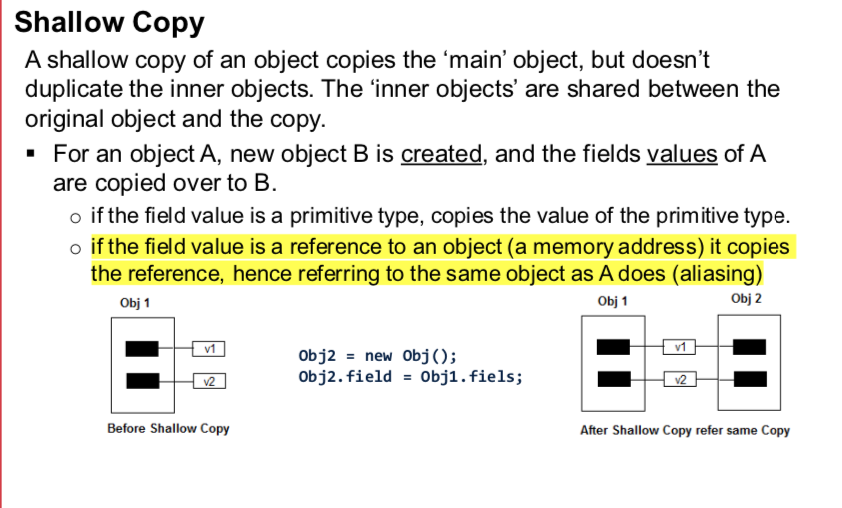 Shallow Copy
A shallow copy of an object copies the ‘main’ object, but doesn’t
duplicate the inner objects. The ‘inner objects’ are shared between the
original object and the copy.
▪ For an object A, new object B is created, and the fields values of A
are copied over to B.
o if the field value is a primitive type, copies the value of the primitive type.
o if the field value is a reference to an object (a memory address) it copies
the reference, hence referring to the same object as A does (aliasing)
Obj 1
v1
v2
Before Shallow Copy
Obj2 = new Obj();
Obj2.field = Obj1.fiels;
Obj 1
Obj 2
v1
v2
After Shallow Copy refer same Copy